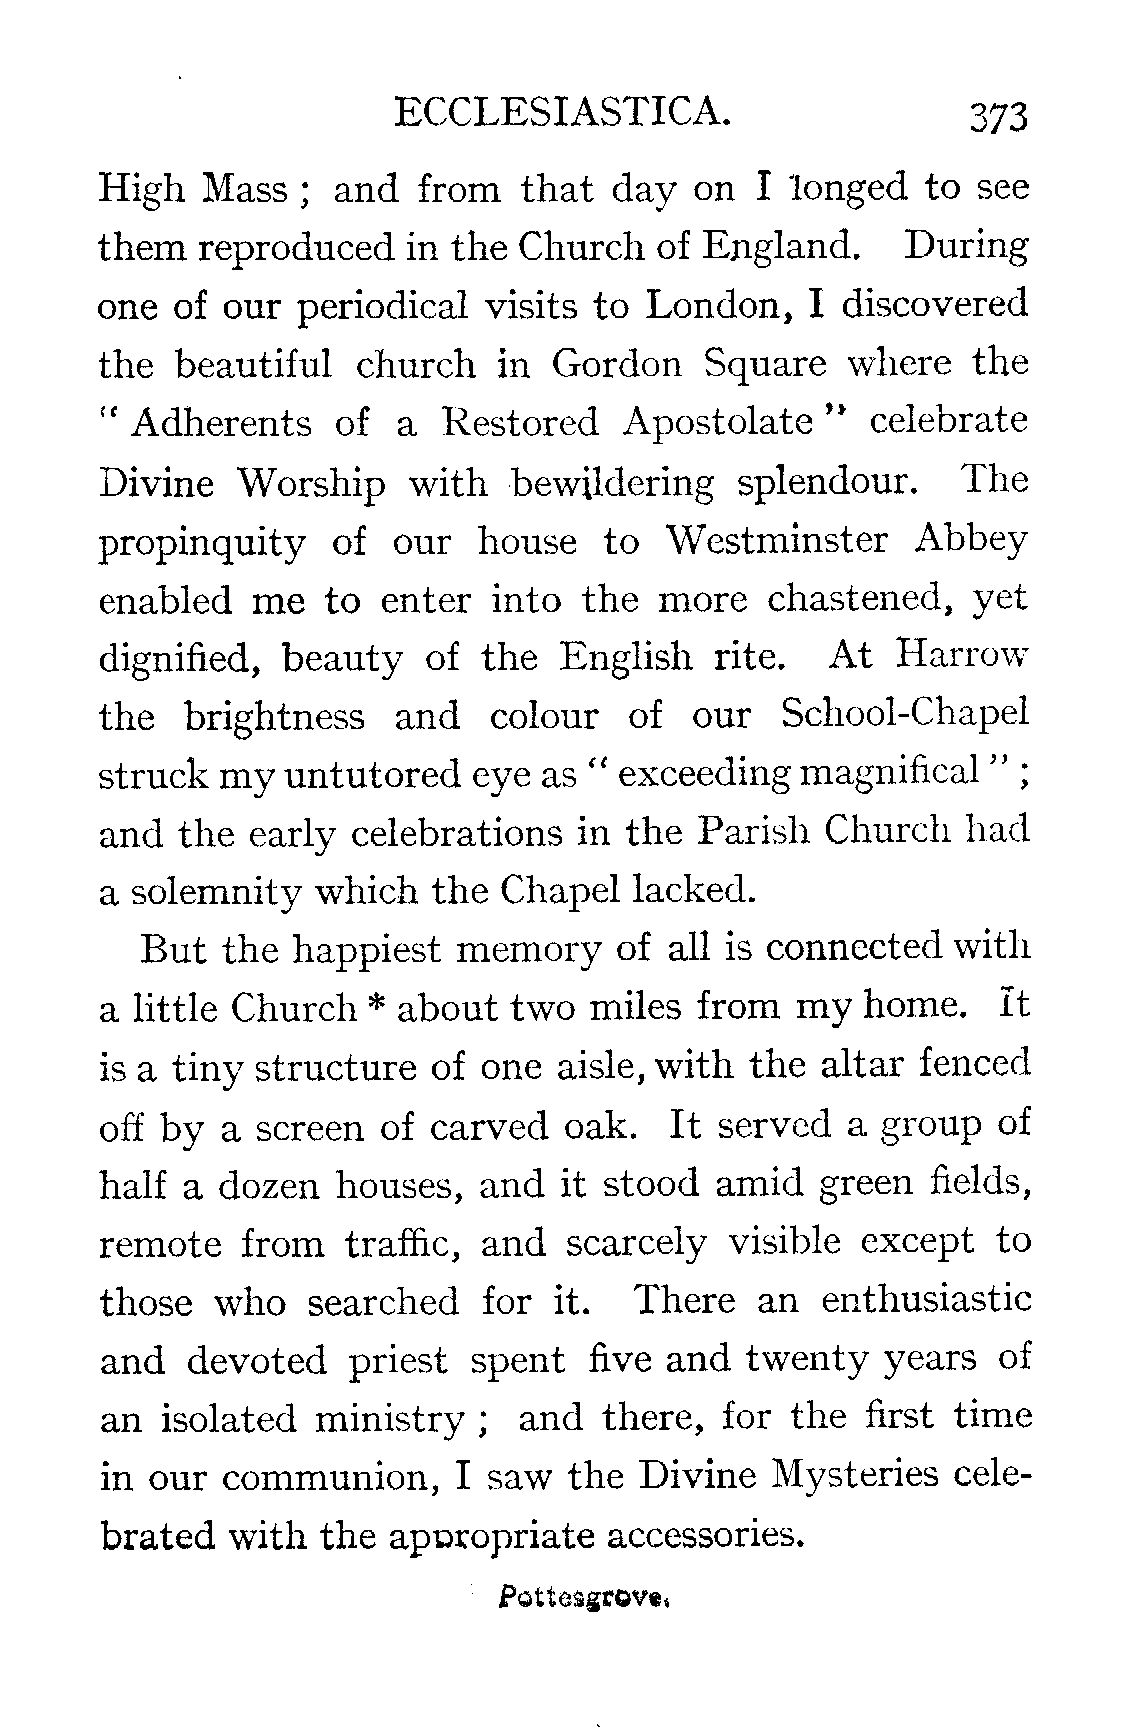 ECCLESIASTICA. 373
High Mass ; and from that day on I longed to see
them reproduced in the Church of England. During
one of our periodical visits to London, I discovered
the beautiful church in Gordon Square where the
" Adherents of a Restored Apostolate " celebrate
Divine Worship with bewildering splendour. The
propinquity of our house to Westminster Abbey
enabled me to enter into the more chastened, yet
dignified, beauty of the English rite. At Harrow
the brightness and colour of our School-Chapel
struck my untutored eye as " exceeding magnifical " ;
and the early celebrations in the Parish Church had
a solemnity which the Chapel lacked.
But the happiest memory of all is connected with
a little Church * about two miles from my home. It
is a tiny structure of one aisle, with the altar fenced
off by a screen of carved oak. It served a group of
half a dozen houses, and it stood amid green fields,
remote from traffic, and scarcely visible except to
those who searched for it. There an enthusiastic
and devoted priest spent five and twenty years of
an isolated ministry ; and there, for the first time
in our communion, I saw the Divine Mysteries cele-
brated with the appropriate accessories.
Pottesgrove.